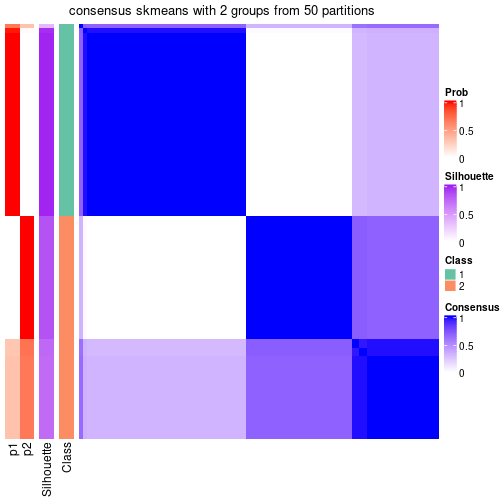 consensus skmeans with 2 groups from 50 partitions
Prob
1
0.5
0
Silhouette
1
0.5
0
Class
1
2
Consensus
1
0.5
0
p1
p2
Silhouette
Class